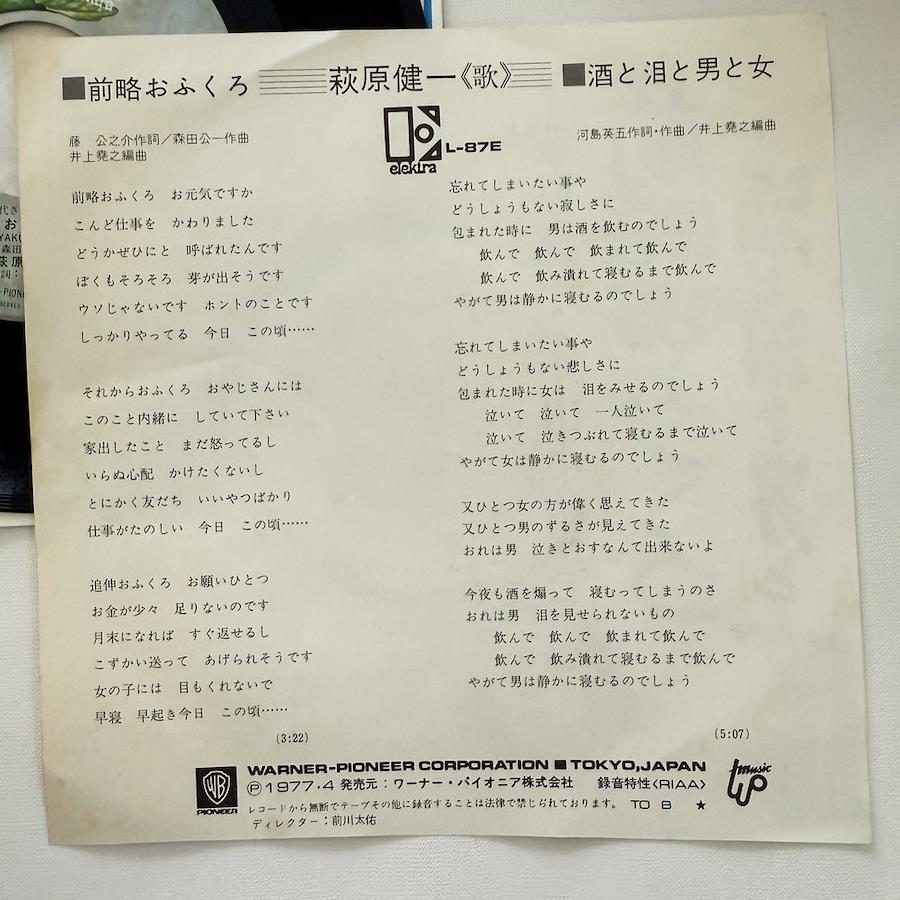 ■前略おふくろ 萩原健一《歌》 ■酒と泪と男と女
藤 公之介作詞/森田公一作曲
井上堯之編曲
elektra
L-87E
河島英五作詞・作曲/井上堯之編曲
前略おふくろ お元気ですか
こんど仕事を かわりました
どうかぜひにと 呼ばれたんです
ぼくもそろそろ 芽が出そうです
ウソじゃないです ホントのことです
しっかりやってる 今日 この頃……
それからおふくろ おやじさんには
このこと内緒に していて下さい
家出したこと まだ怒ってるし
いらぬ心配 かけたくないし
とにかく友だち いいやつばかり
仕事がたのしい 今日 この頃……
追伸おふくろ お願いひとつ
お金が少々 足りないのです
月末になれば すぐ返せるし
こずかい送って あげられそうです
女の子には 目もくれないで
早寝 早起き今日 この頃……
(3:22)
忘れてしまいたい事や
どうしょうもない寂しさに
包まれた時に 男は酒を飲むのでしょう
飲んで 飲んで 飲まれて飲んで
飲んで 飲み潰れて寝むるまで飲んで
やがて男は静かに寝むるのでしょう
忘れてしまいたい事や
どうしょうもない悲しさに
包まれた時に女は 泪をみせるのでしょう
泣いて 泣いて 一人泣いて
泣いて 泣きつぶれて寝むるまで泣いて
やがて女は静かに寝むるのでしょう
又ひとつ女の方が偉く思えてきた
又ひとつ男のずるさが見えてきた
おれは男 泣きとおすなんて出来ないよ
今夜も酒を煽って 寝むってしまうのさ
おれは男 泪を見せられないもの
飲んで 飲んで 飲まれて飲んで
飲んで 飲み潰れて寝むるまで飲んで
やがて男は静かに寝むるのでしょう
(5:07)
WB
PIONEER
WARNER-PIONEER CORPORATION ■ TOKYO,JAPAN
Ⓟ1977・4 発売元:ワーナー・パイオニア株式会社 録音特性〈RIAA〉
レコードから無断でテープその他に録音することは法律で禁じられております。 TO B ★
ディレクター:前川太佑
music